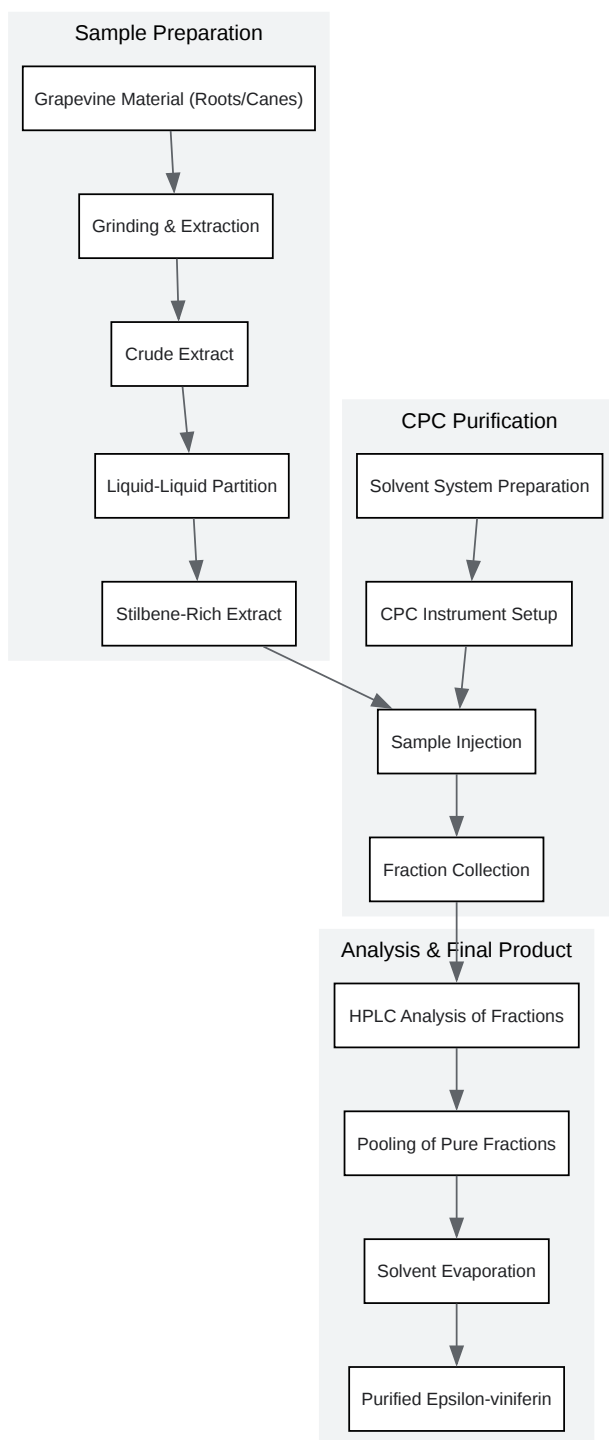 Sample Preparation
Grapevine Material (Roots/Canes)
Grinding & Extraction
Crude Extract
Liquid-Liquid Partition
Stilbene-Rich Extract
CPC Purification
Solvent System Preparation
CPC Instrument Setup
Sample Injection
Fraction Collection
Analysis & Final Product
HPLC Analysis of Fractions
Pooling of Pure Fractions
Solvent Evaporation
Purified Epsilon-viniferin